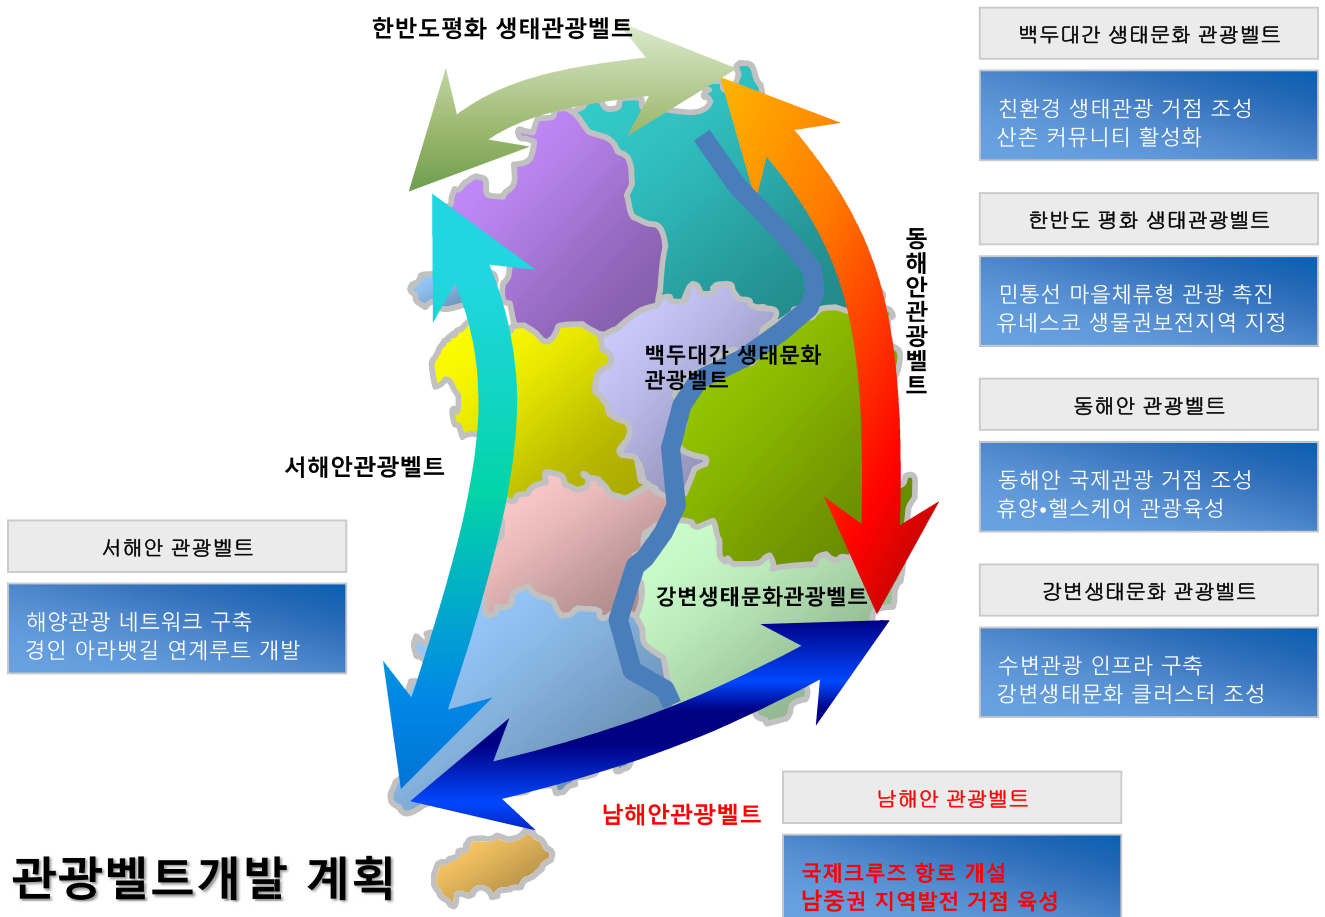 한반도평화 생태관광벨트
백두대간 생태문화 관광벨트
친환경 생태관광 거점 조성
산촌 커뮤니티 활성화
한반도 평화 생태관광벨트
민통선 마을체류형 관광 촉진
유네스코 생물권보전지역 지정
동해안관광벨트
백두대간 생태문화
관광벨트
동해안 관광벨트
동해안 국제관광 거점 조성
휴양•헬스케어 관광육성
서해안관광벨트
서해안 관광벨트
해양관광 네트워크 구축
경인 아라뱃길 연계루트 개발
강변생태문화관광벨트
강변생태문화 관광벨트
수변관광 인프라 구축
강변생태문화 클러스터 조성
남해안관광벨트
남해안 관광벨트
국제크루즈 항로 개설
남중권 지역발전 거점 육성
관광벨트개발 계획